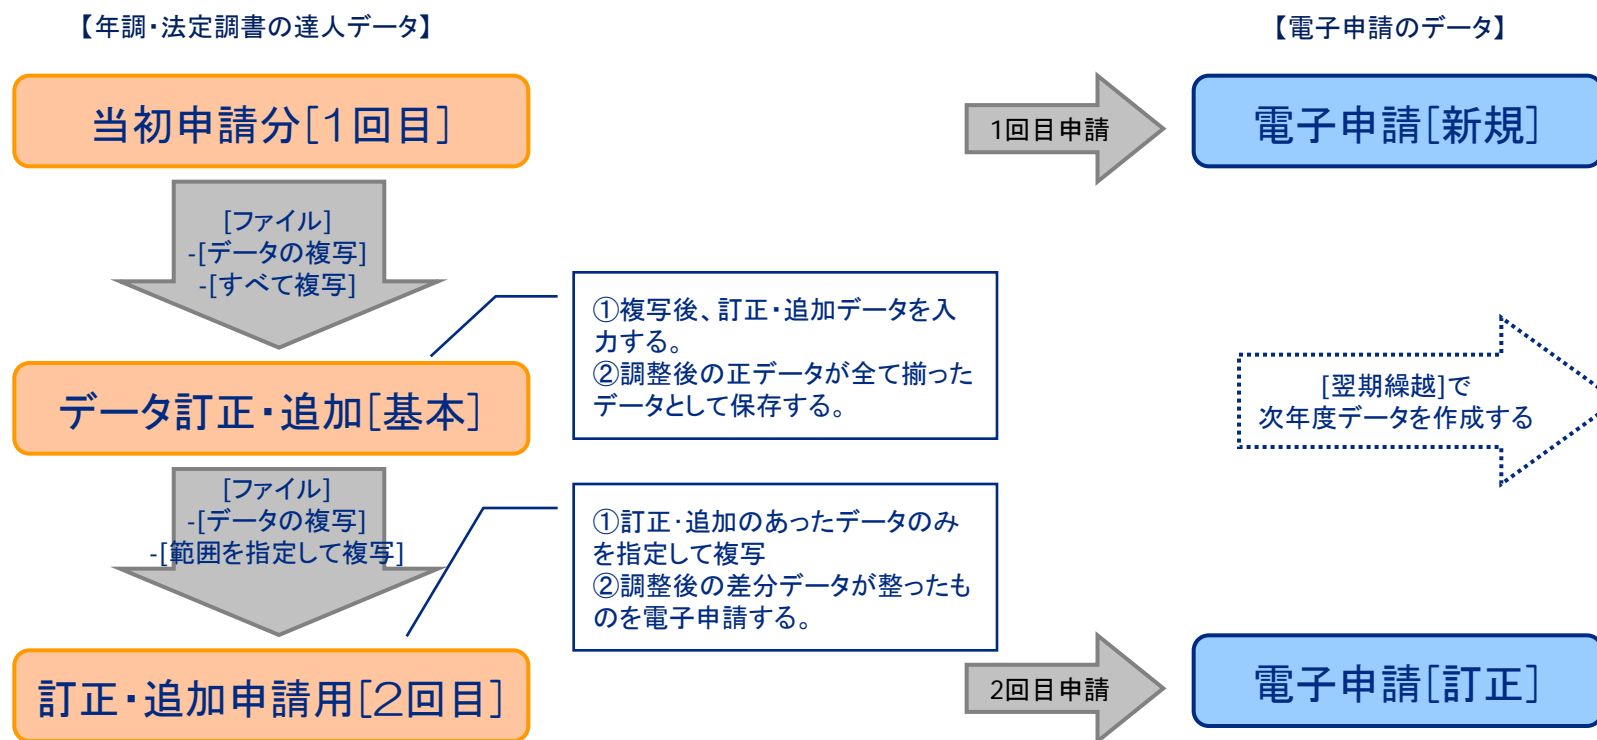 【年調・法定調書の達人データ】
【電子申請のデータ】
当初申請分[1回目]
1回目申請
電子申請[新規]
[ファイル]
-[データの複写]
-[すべて複写]
①複写後、訂正・追加データを入
力する。
②調整後の正データが全て揃った
データとして保存する。
データ訂正・追加[基本]
[翌期繰越]で
次年度データを作成する
[ファイル]
-[データの複写]
-[範囲を指定して複写]
①訂正・追加のあったデータのみ
を指定して複写
②調整後の差分データが整ったも
のを電子申請する。
訂正・追加申請用[2回目]
2回目申請
電子申請[訂正]